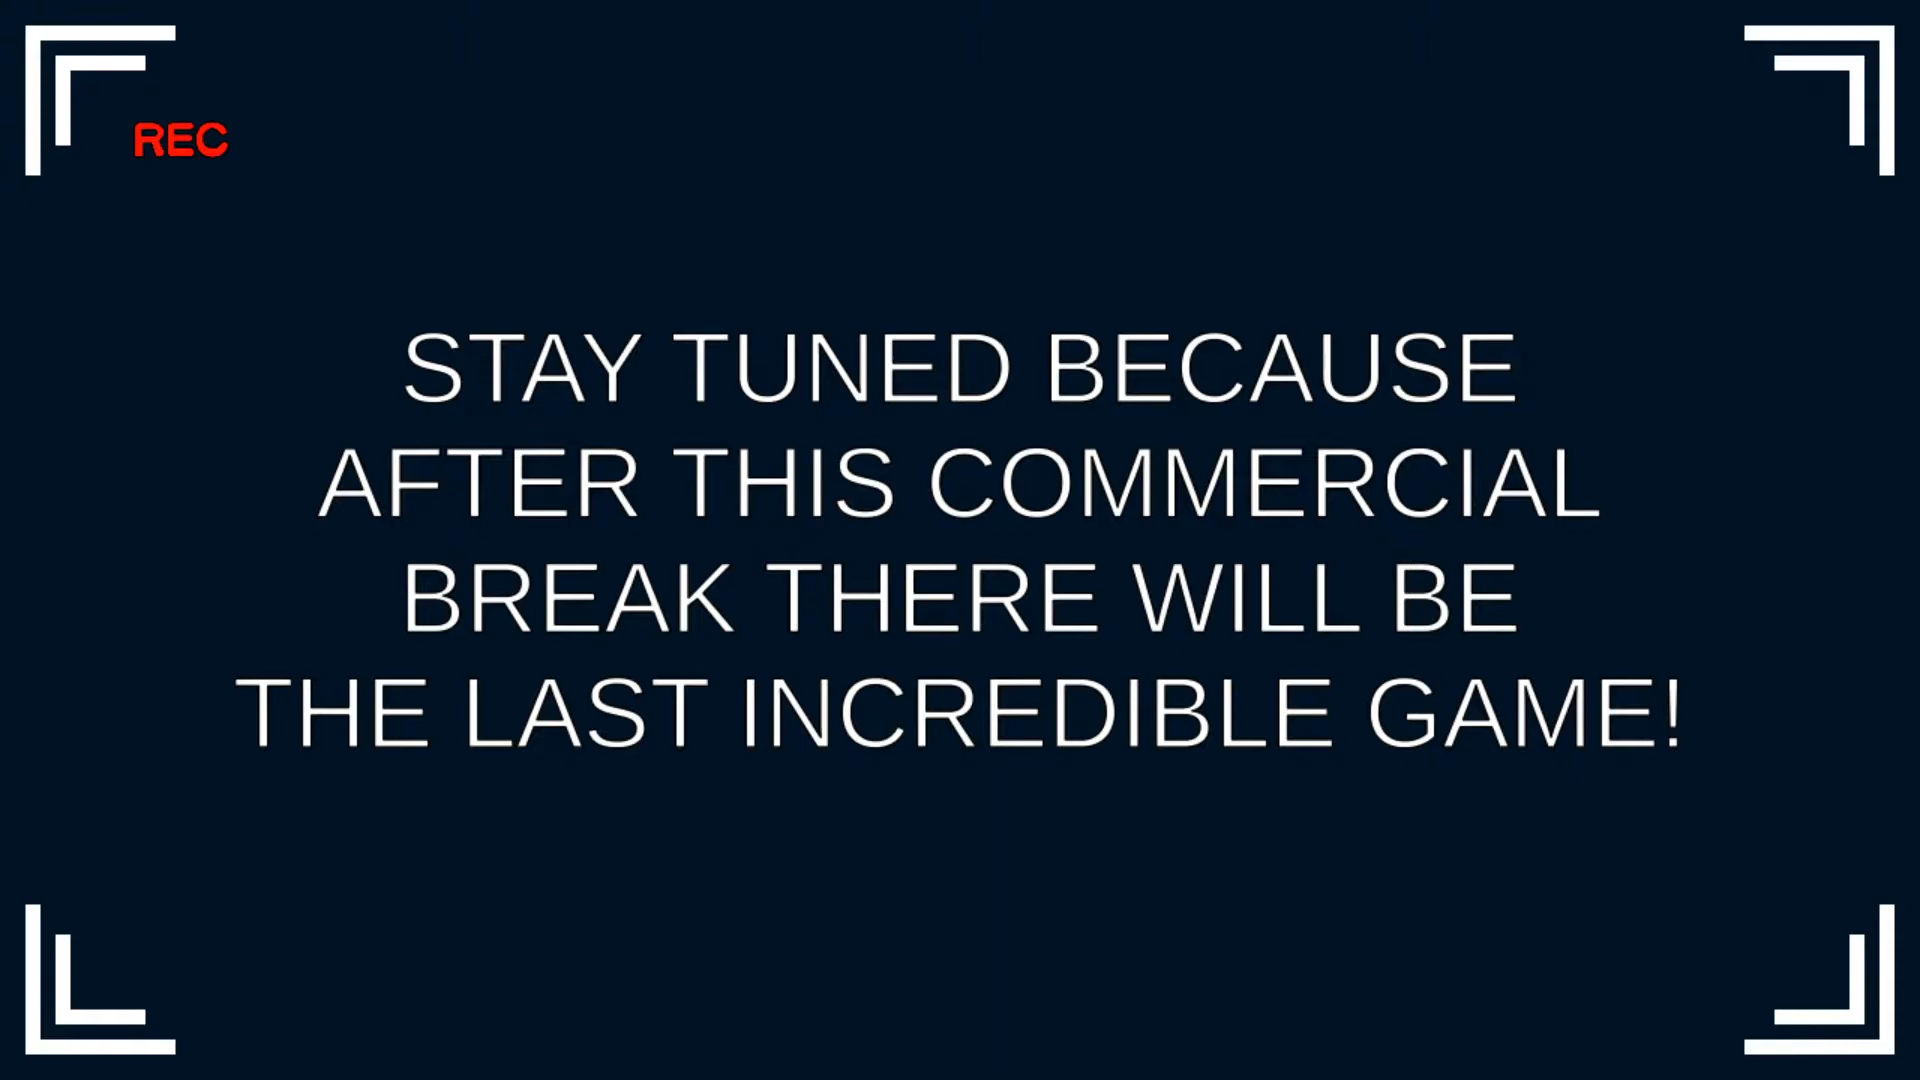 REC
STAY TUNED BECAUSE
AFTER THIS COMMERCIAL
BREAK THERE WILL BE
THE LAST INCREDIBLE GAME!